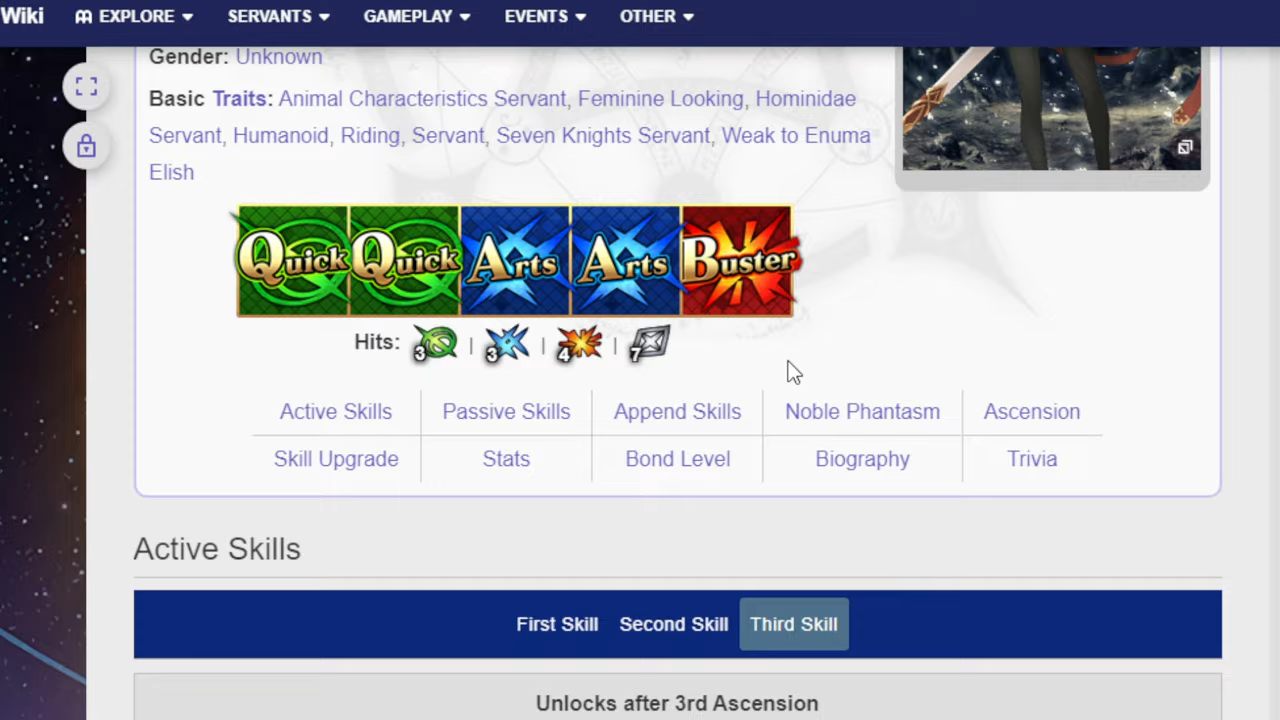 Wiki EXPLORE SERVANTS GAMEPLAY EVENTS OTHER
Gender: Unknown
Basic Traits: Animal Characteristics Servant, Feminine Looking, Hominidae
Servant, Humanoid, Riding, Servant, Seven Knights Servant, Weak to Enuma
Elish
Quick Quick Arts Arts Buster
Hits: 3 | 3 | 4 | 7
Active Skills Passive Skills Append Skills Noble Phantasm Ascension
Skill Upgrade Stats Bond Level Biography Trivia
Active Skills
First Skill Second Skill Third Skill
Unlocks after 3rd Ascension